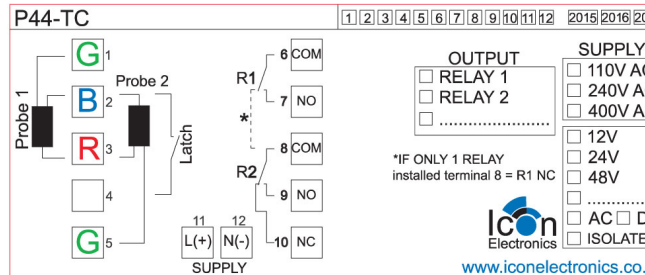 P44-TC
1 2 3 4 5 6 7 8 9 10 11 12 2015 2016
G 1
B 2
R 3
4
G 5
Probe 1
Probe 2
Latch
R1
*
R2
6 COM
7 NO
8 COM
9 NO
10 NC
11 12
L(+) N(-)
SUPPLY
OUTPUT
RELAY 1
RELAY 2
.....................
*IF ONLY 1 RELAY
installed terminal 8 = R1 NC
Icon
Electronics
www.iconelectronics.co.
SUPPLY
110V
240V
400V
12V
24V
48V
AC